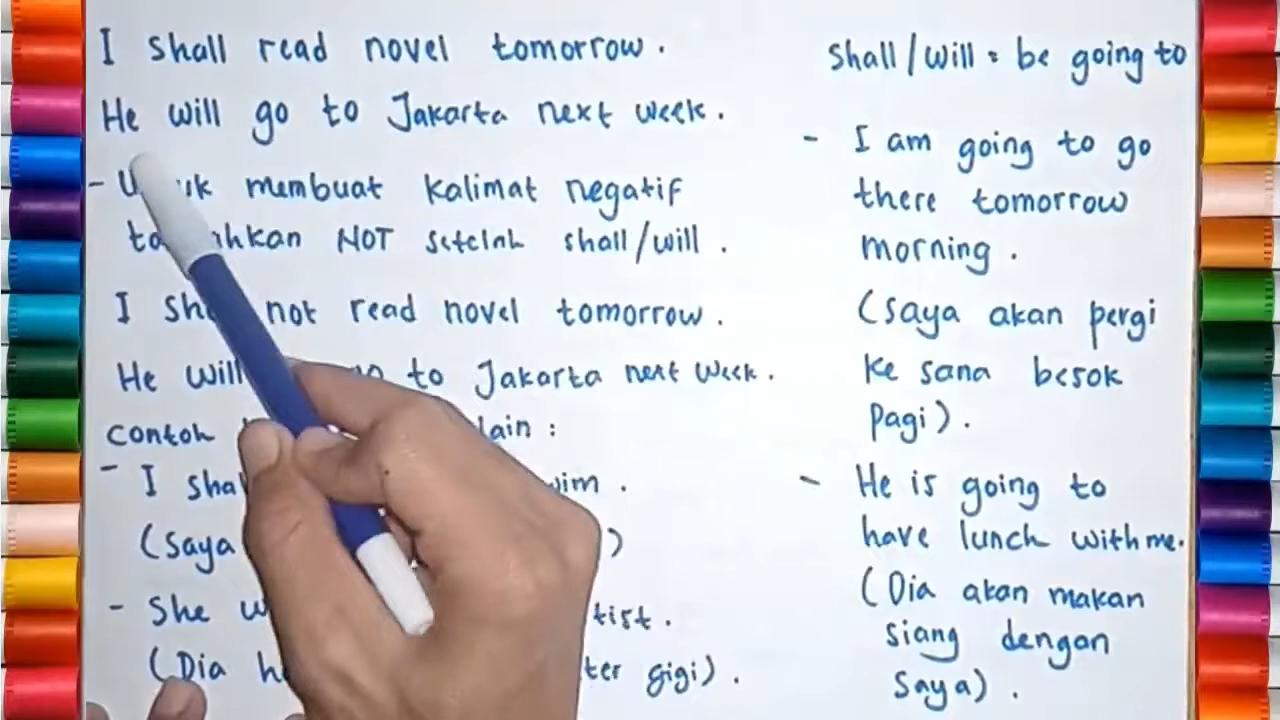 I shall read novel tomorrow.
He will go to Jakarta next week.
- membuat kalimat negatif
NOT setelah shall/will.
I not read novel tomorrow.
He will to Jakarta next week.
contoh lain :
- I
(saya )
- She
(Dia gigi).
shall/will = be going to
- I am going to go
there tomorrow
morning.
(saya akan pergi
ke sana besok
pagi).
- He is going to
have lunch with me.
(Dia akan makan
siang dengan
saya).